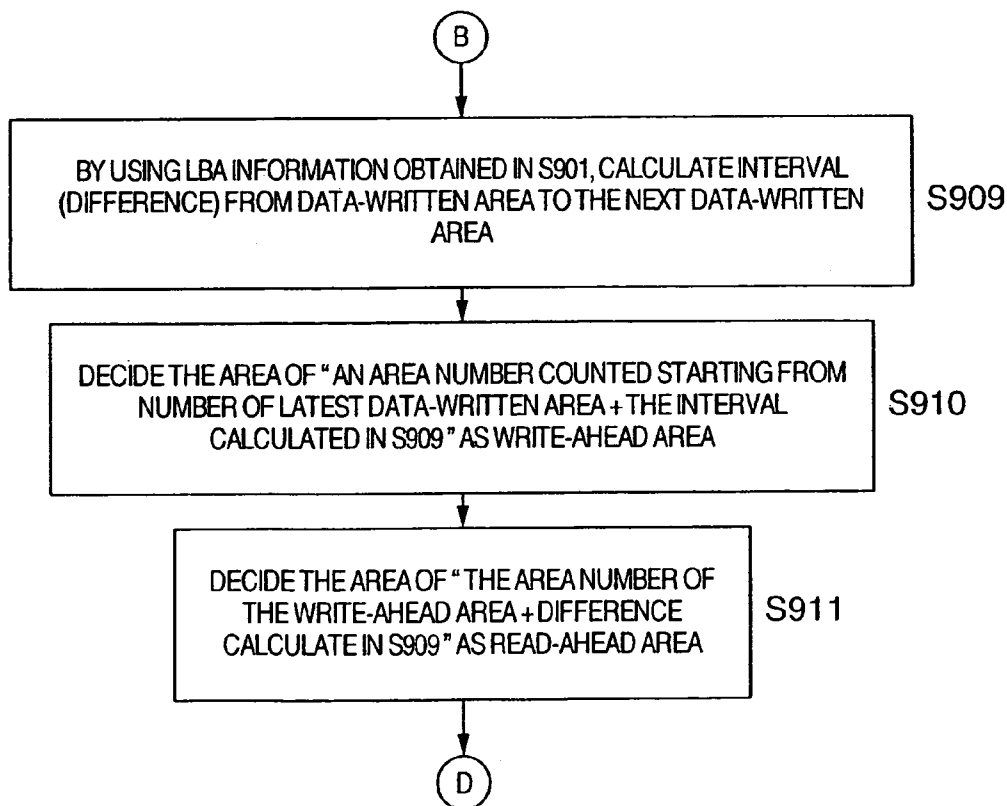 B
BY USING LBA INFORMATION OBTAINED IN S901, CALCULATE INTERVAL
(DIFFERENCE) FROM DATA-WRITTEN AREA TO THE NEXT DATA-WRITTEN
AREA
S909
DECIDE THE AREA OF "AN AREA NUMBER COUNTED STARTING FROM
NUMBER OF LATEST DATA-WRITTEN AREA + THE INTERVAL
CALCULATED IN S909" AS WRITE-AHEAD AREA
S910
DECIDE THE AREA OF "THE AREA NUMBER OF
THE WRITE-AHEAD AREA + DIFFERENCE
CALCULATE IN S909" AS READ-AHEAD AREA
S911
D